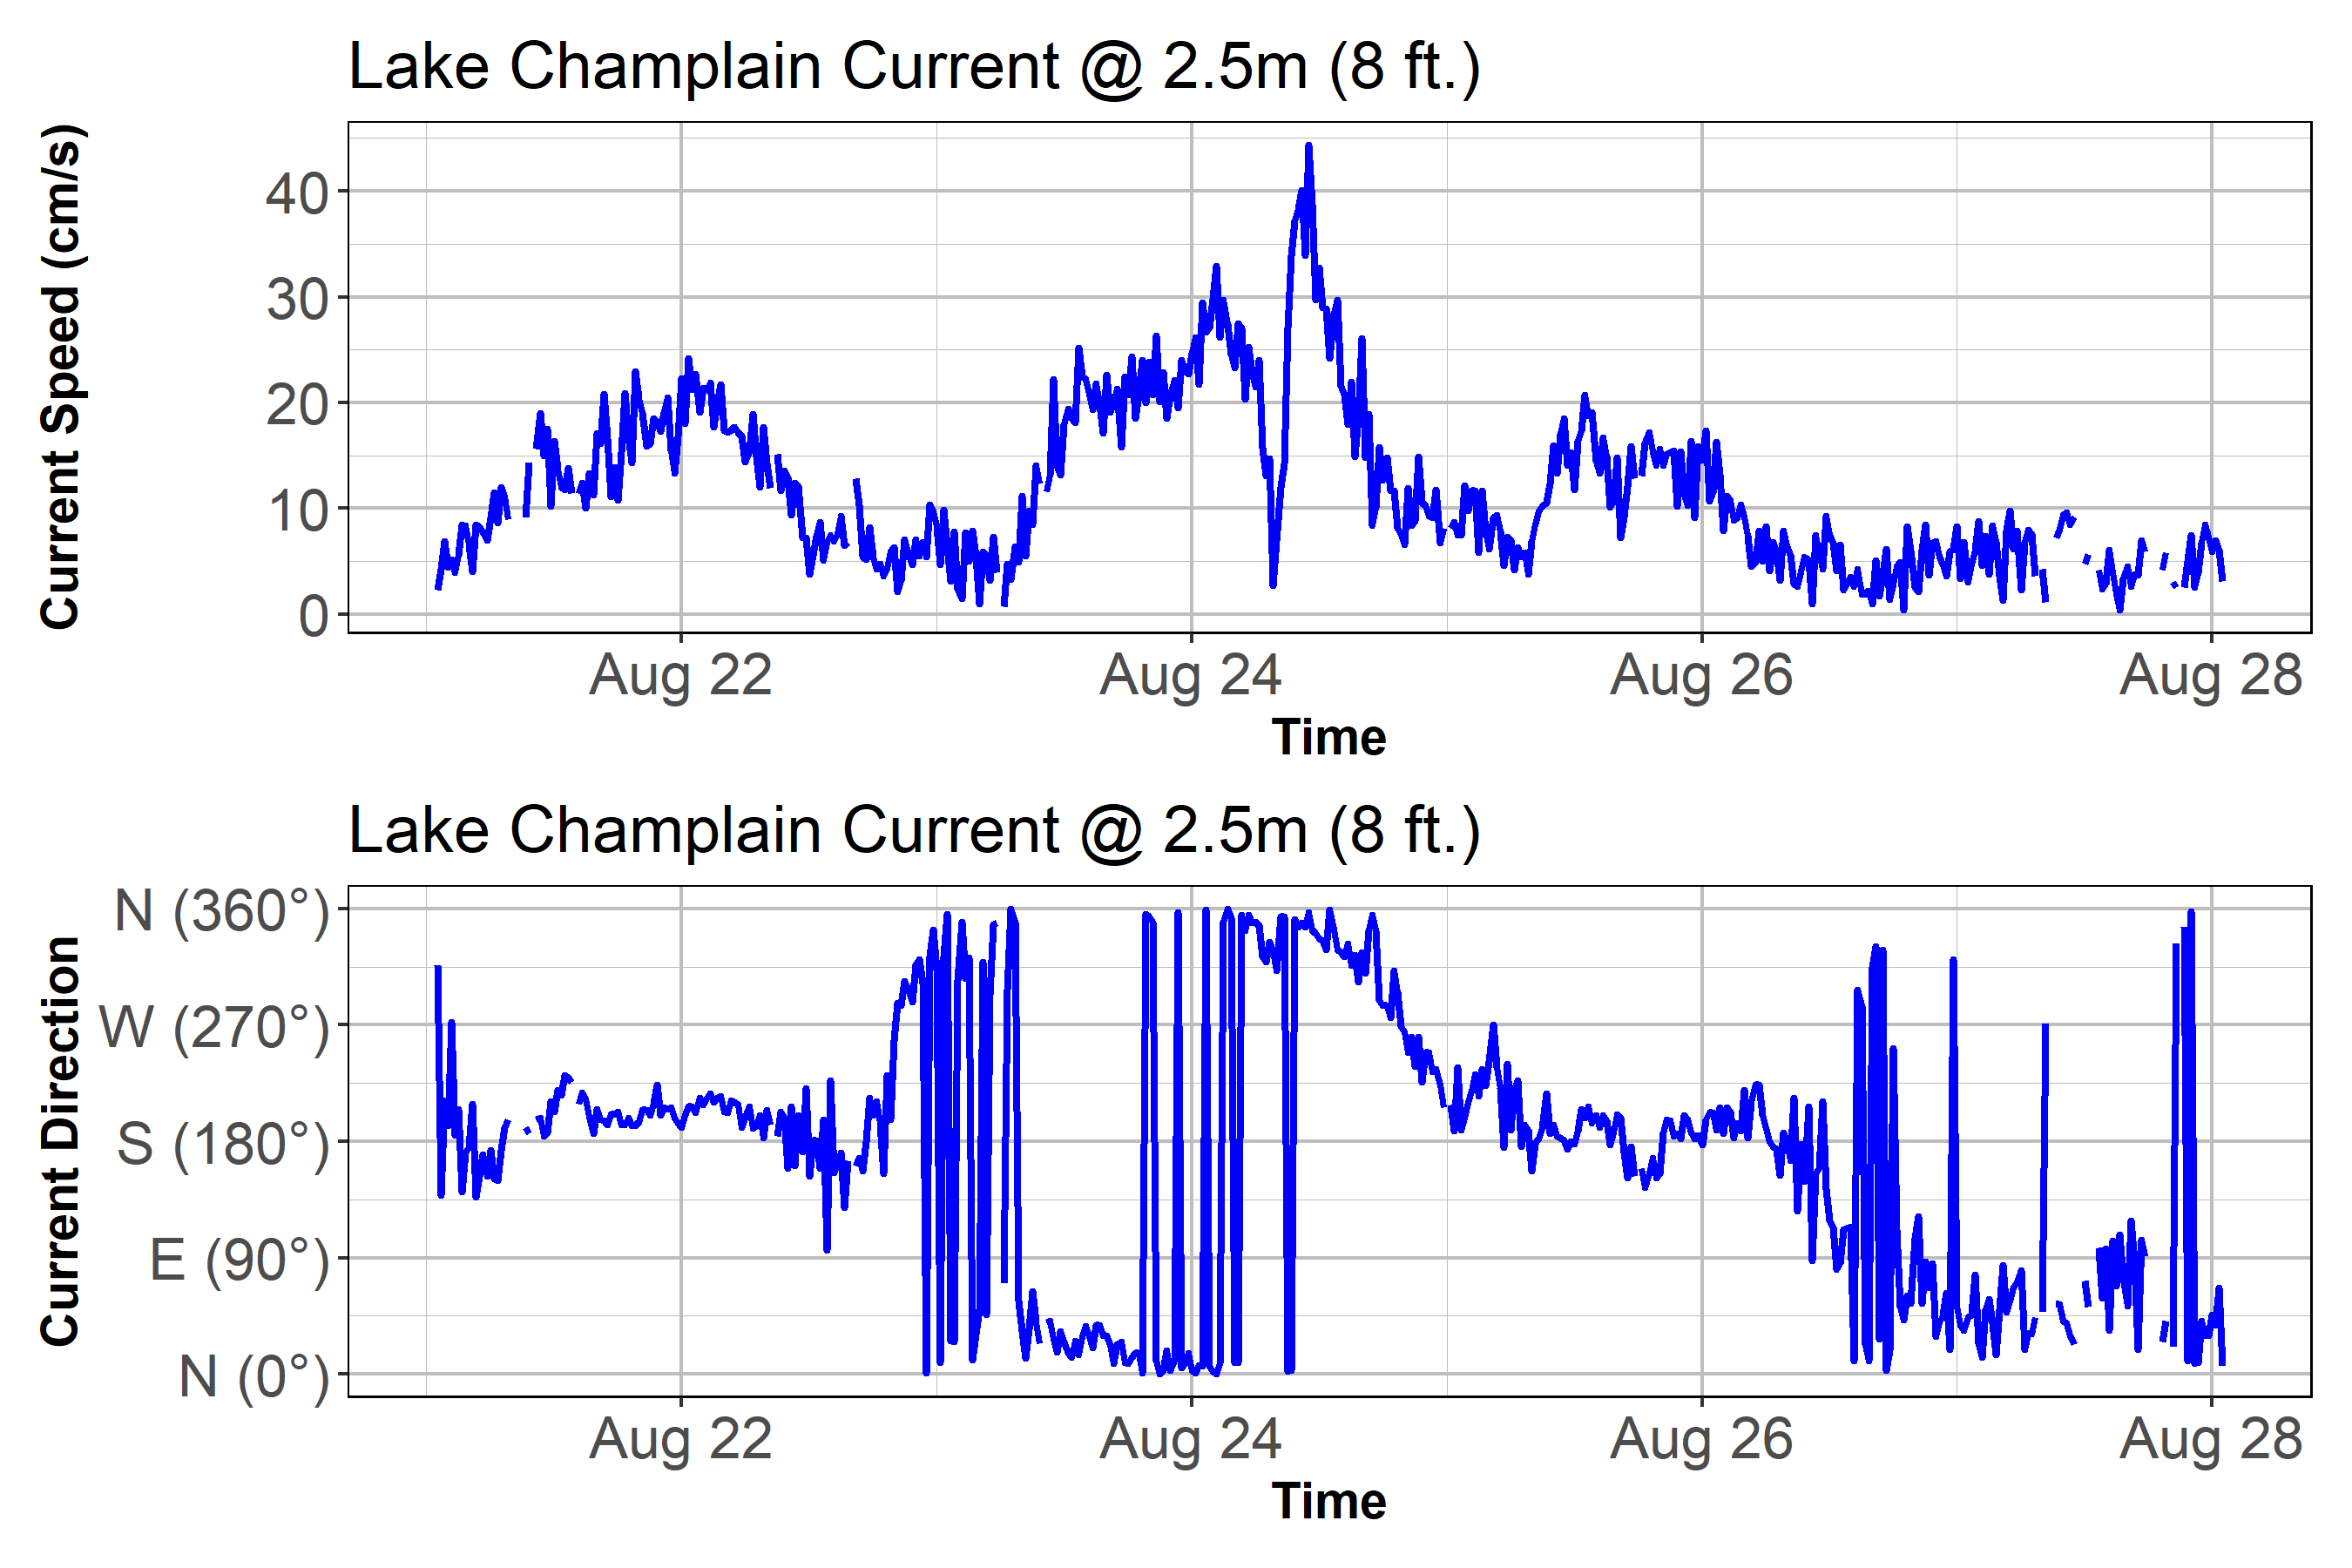 Lake Champlain Current @ 2.5m (8 ft.)
Current Speed (cm/s)
40
30
20
10
0
Aug 22
Aug 24
Aug 26
Aug 28
Time
Lake Champlain Current @ 2.5m (8 ft.)
Current Direction
N (360°)
W (270°)
S (180°)
E (90°)
N (0°)
Aug 22
Aug 24
Aug 26
Aug 28
Time